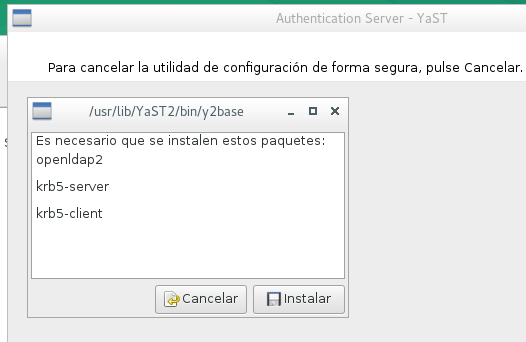 Authentication Server - YaST
Para cancelar la utilidad de configuración de forma segura, pulse Cancelar.
/usr/lib/YaST2/bin/y2base
Es necesario que se instalen estos paquetes:
openldap2
krb5-server
krb5-client
Cancelar
Instalar